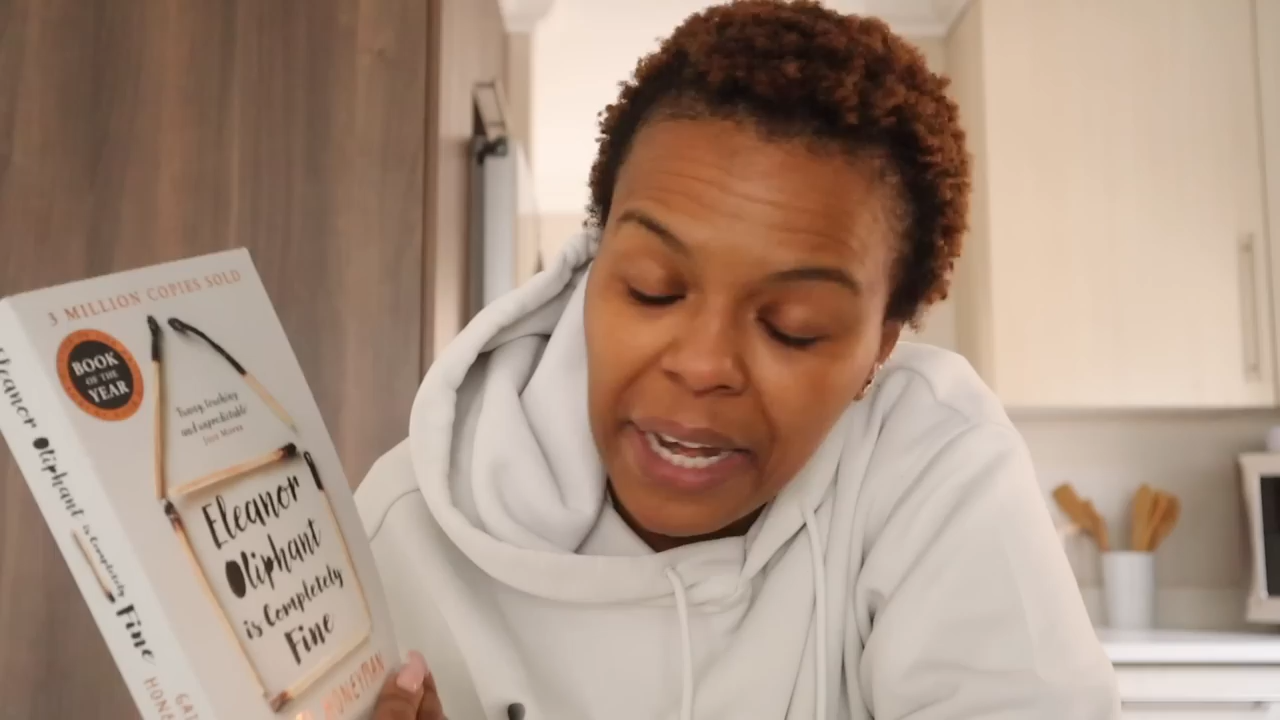 3 MILLION COPIES SOLD
BOOK
OF THE
YEAR
Funny, touching
and unpredictable
Jojo Moyes
Eleanor
Oliphant
is Completely
Fine
HONEYMAN
Eleanor Oliphant is Completely Fine